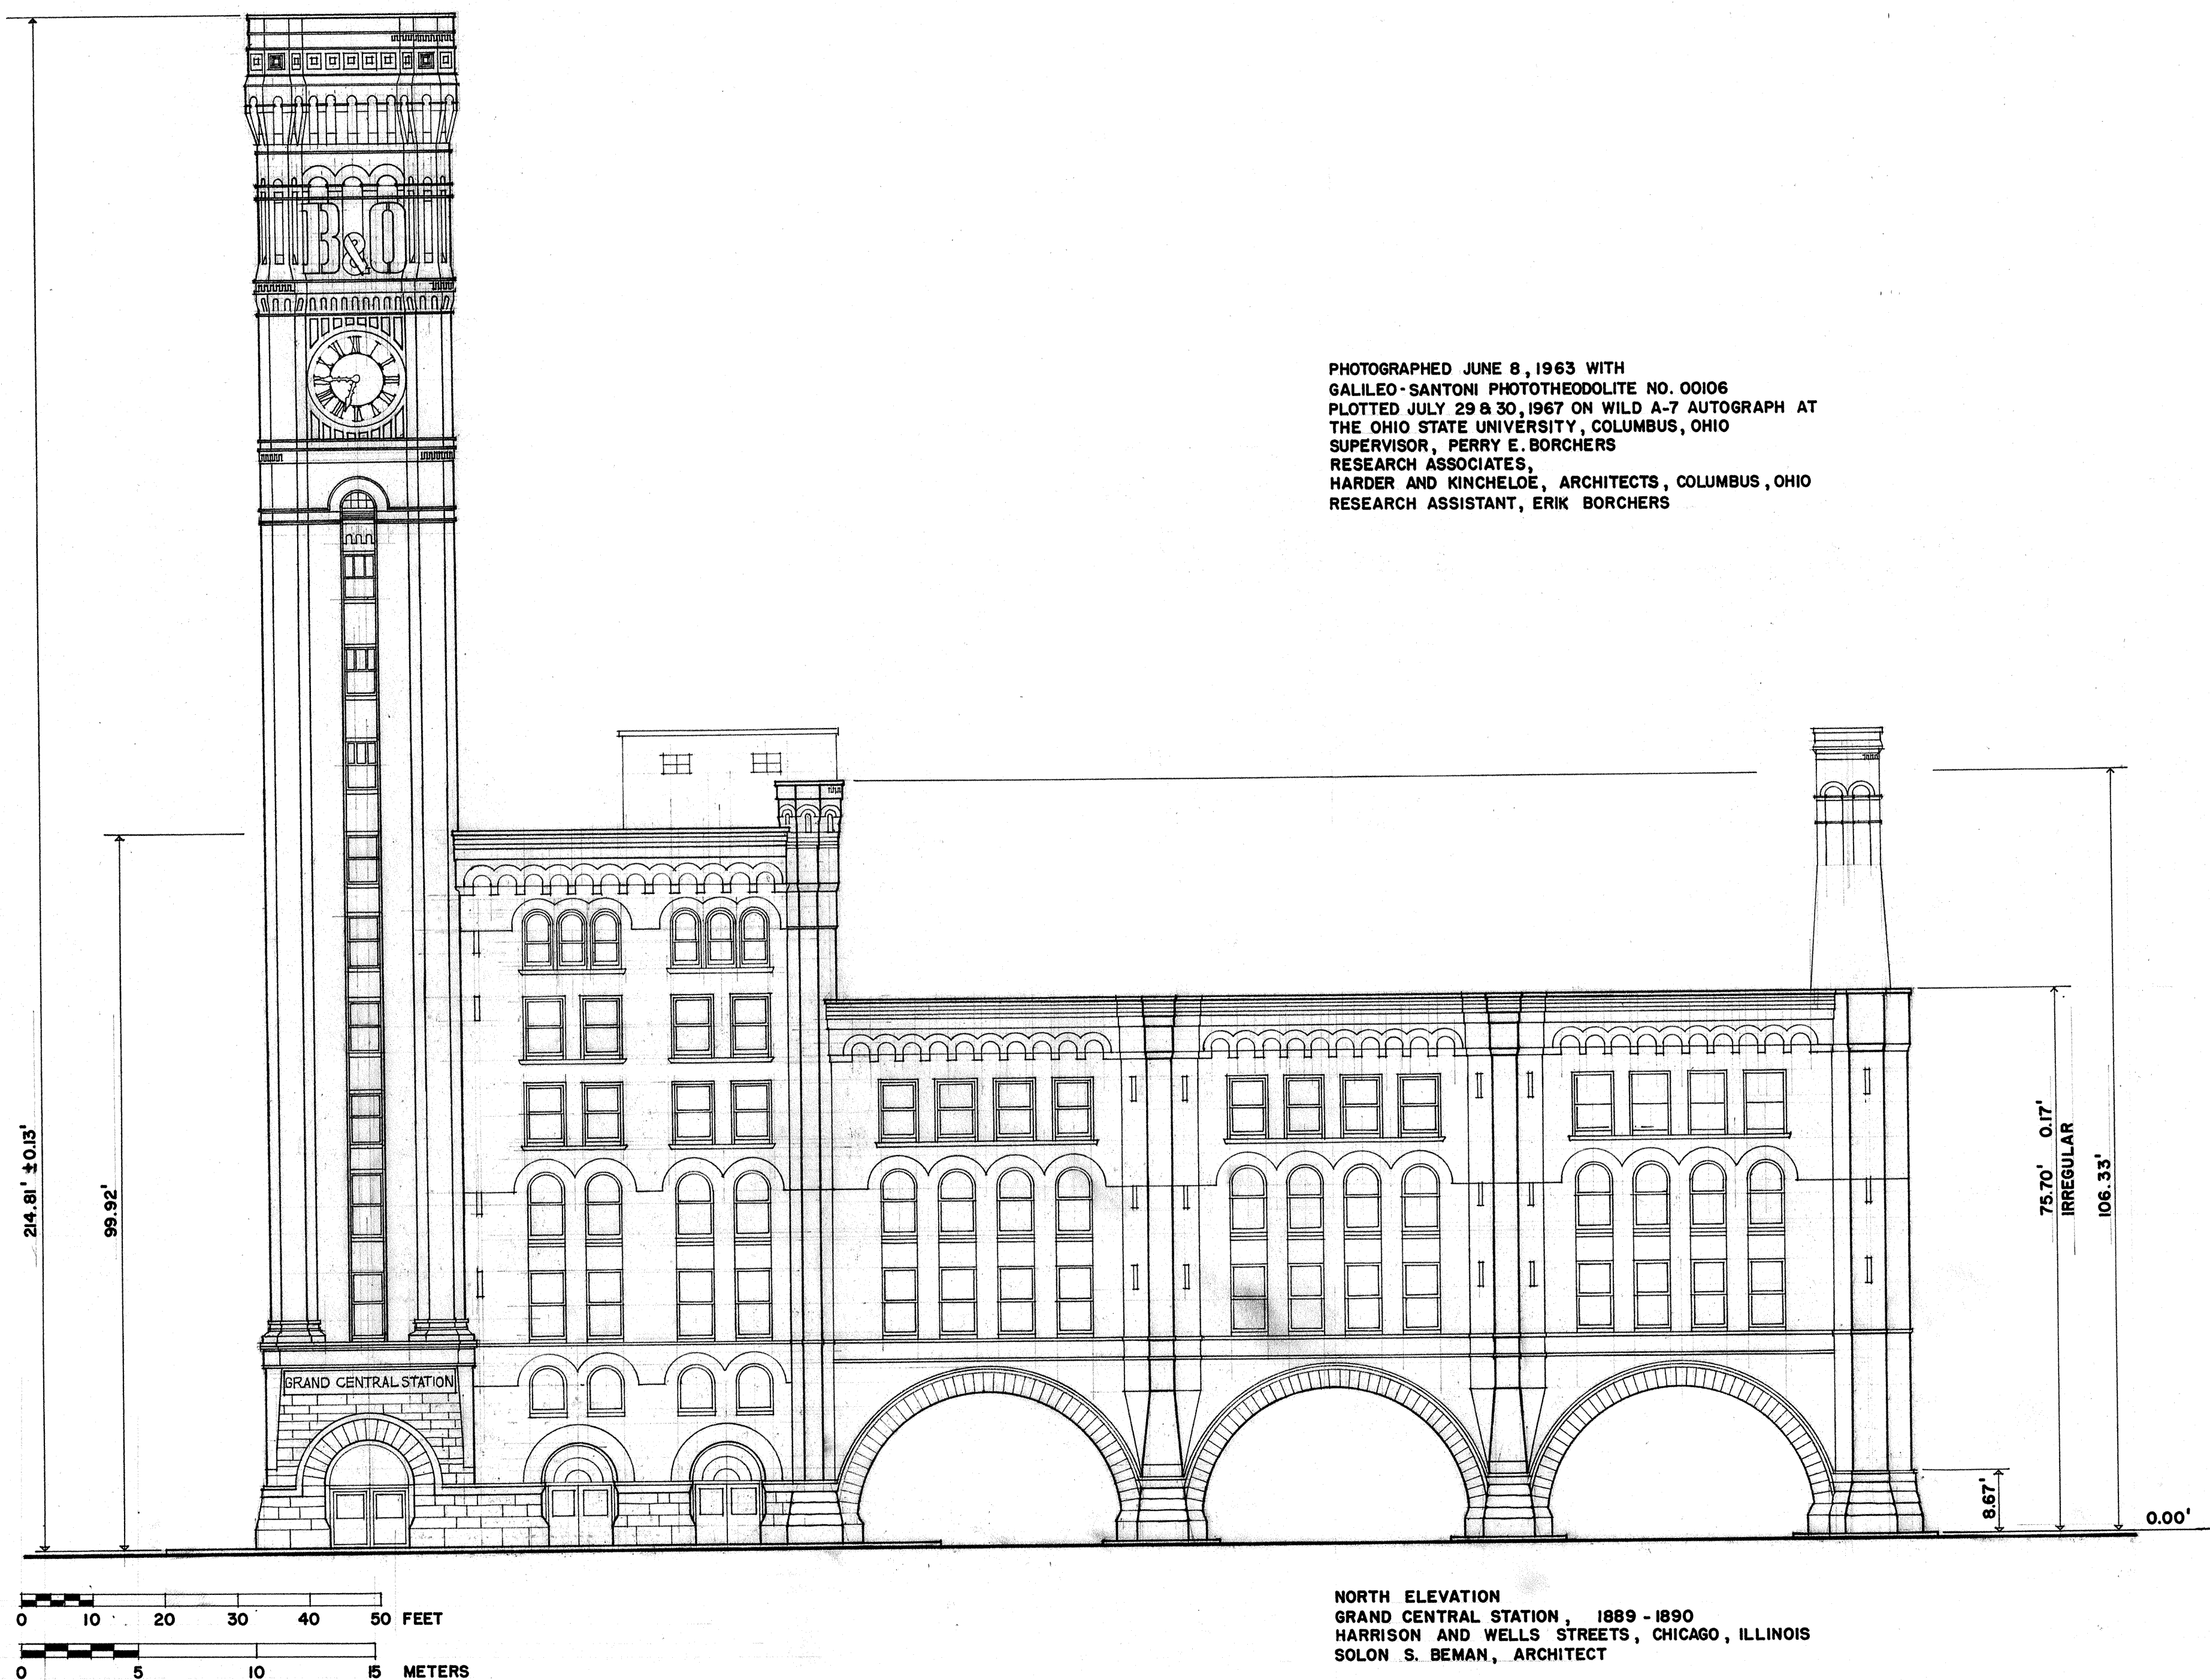 B&O
PHOTOGRAPHED JUNE 8, 1963 WITH
GALILEO-SANTONI PHOTOTHEODOLITE NO. 00106
PLOTTED JULY 29 & 30, 1967 ON WILD A-7 AUTOGRAPH AT
THE OHIO STATE UNIVERSITY, COLUMBUS, OHIO
SUPERVISOR, PERRY E. BORCHERS
RESEARCH ASSOCIATES,
HARDER AND KINCHELOE, ARCHITECTS, COLUMBUS, OHIO
RESEARCH ASSISTANT, ERIK BORCHERS
214.81' ±0.13'
99.92'
75.70' 0.17'
IRREGULAR
106.33'
GRAND CENTRAL STATION
8.67'
0.00'
0 10 20 30 40 50 FEET
0 5 10 15 METERS
NORTH ELEVATION
GRAND CENTRAL STATION, 1889-1890
HARRISON AND WELLS STREETS, CHICAGO, ILLINOIS
SOLON S. BEMAN, ARCHITECT